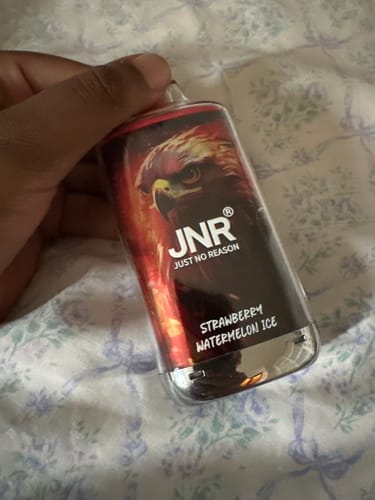 JNR®
JUST NO REASON
STRAWBERRY
WATERMELON ICE